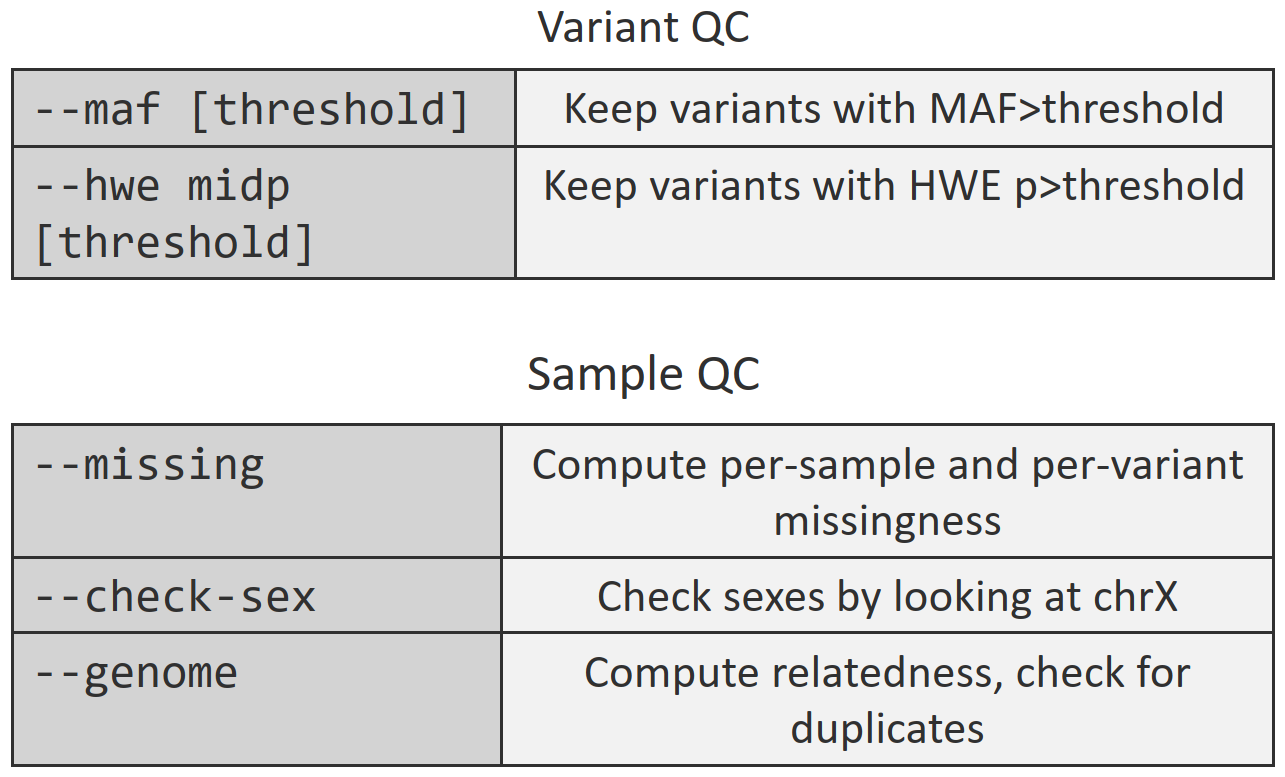 Variant QC
--maf [threshold]
Keep variants with MAF>threshold
--hwe midp
[threshold]
Keep variants with HWE p>threshold
Sample QC
--missing
Compute per-sample and per-variant
missingness
--check-sex
Check sexes by looking at chrX
--genome
Compute relatedness, check for
duplicates